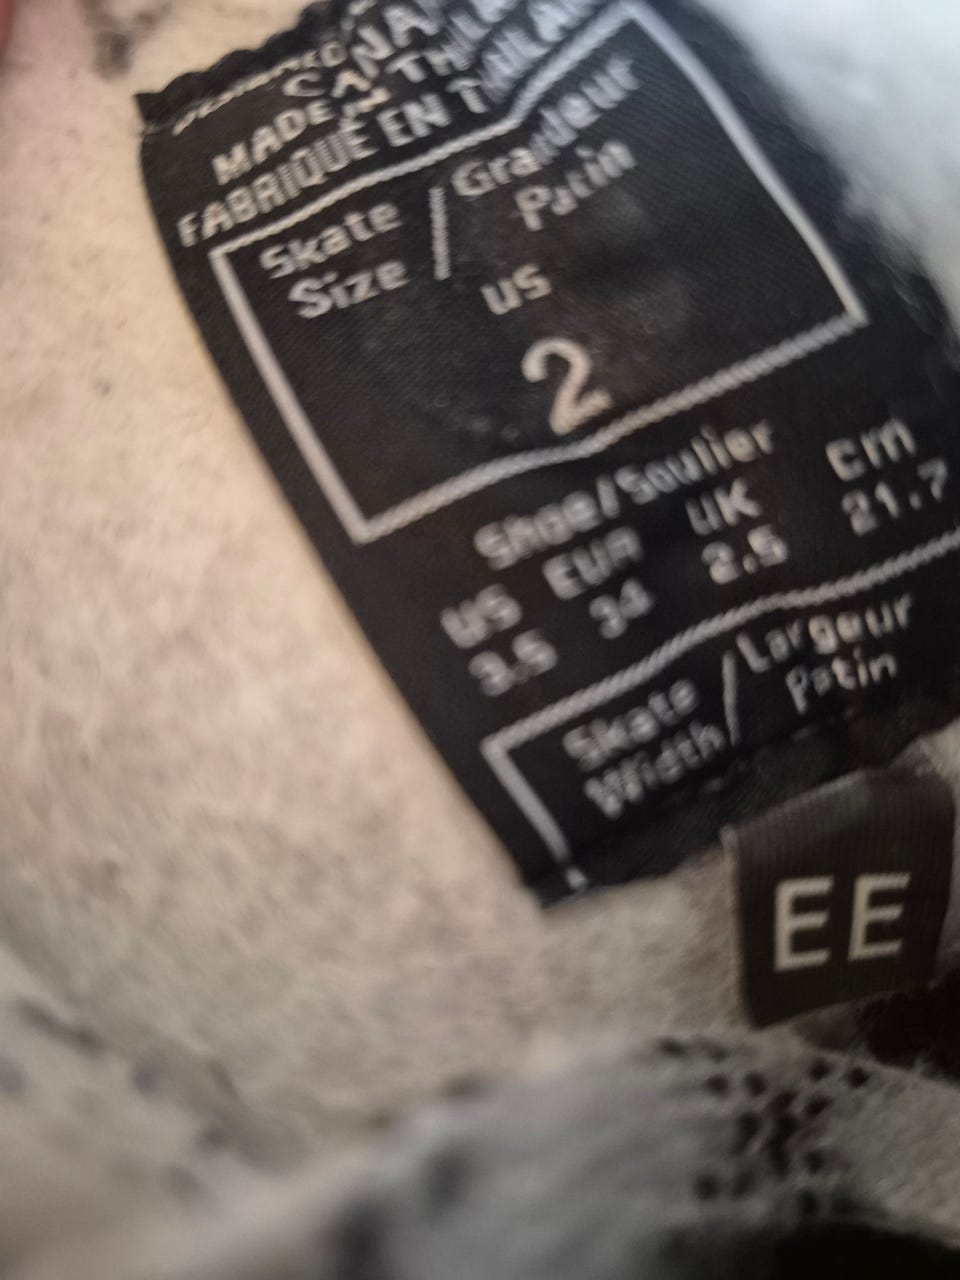 CANADA
MADE IN THAILAND
FABRIQUÉ EN THAILANDE
Skate Size / Grandeur Patin
US
2
Shoe/Soulier
US EUR UK cm
3.5 34 2.5 21.7
Skate Width / Largeur Patin
EE